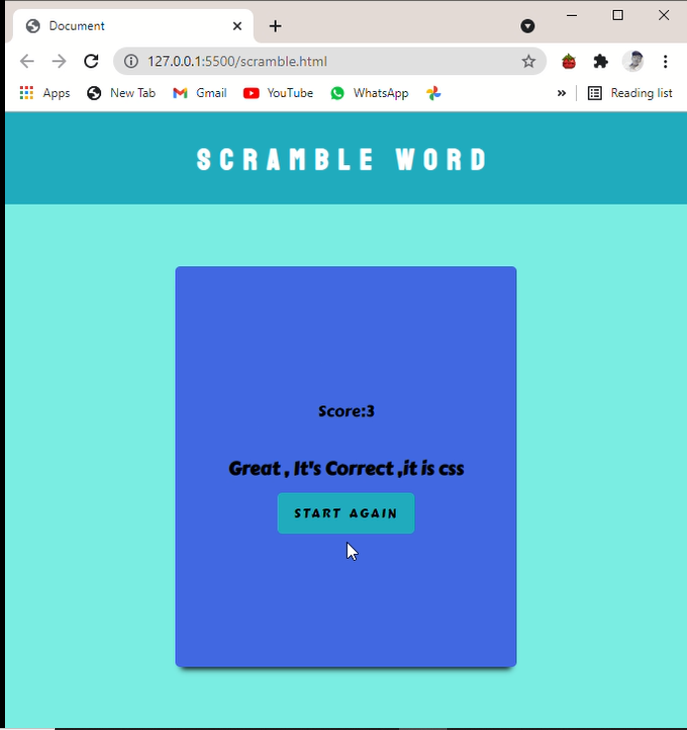 Document
127.0.0.1:5500/scramble.html
Apps New Tab Gmail YouTube WhatsApp » Reading list
SCRAMBLE WORD
Score:3
Great , It's Correct ,it is css
START AGAIN